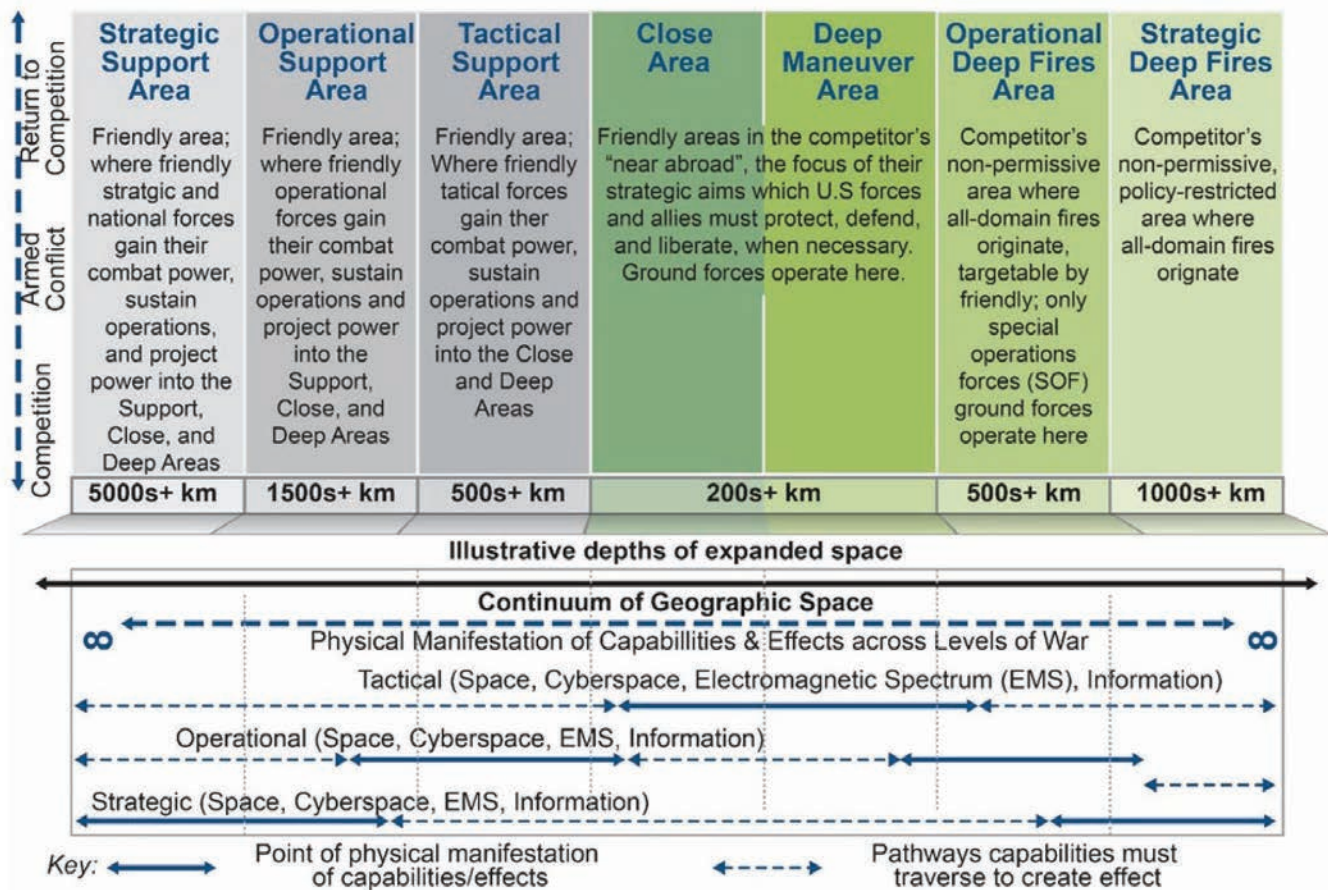 Return to
Competition
Armed
Conflict
Competition
Strategic
Support
Area
Friendly area;
where friendly
stratgic and
national forces
gain their
combat power,
sustain
operations,
and project
power into the
Support,
Close, and
Deep Areas
5000s+ km
Operational
Support
Area
Friendly area;
where friendly
operational
forces gain
their combat
power, sustain
operations and
project power
into the
Support,
Close, and
Deep Areas
1500s+ km
Tactical
Support
Area
Friendly area;
Where friendly
tatical forces
gain ther
combat power,
sustain
operations and
project power
into the Close
and Deep
Areas
500s+ km
Close
Area
Deep
Maneuver
Area
Friendly areas in the competitor's
"near abroad", the focus of their
strategic aims which U.S forces
and allies must protect, defend,
and liberate, when necessary.
Ground forces operate here.
200s+ km
Operational
Deep Fires
Area
Competitor's
non-permissive
area where
all-domain fires
originate,
targetable by
friendly; only
special
operations
forces (SOF)
ground forces
operate here
500s+ km
Strategic
Deep Fires
Area
Competitor's
non-permissive,
policy-restricted
area where
all-domain fires
orignate
1000s+ km
Illustrative depths of expanded space
Continuum of Geographic Space
8
8
Physical Manifestation of Capabillities & Effects across Levels of War
Tactical (Space, Cyberspace, Electromagnetic Spectrum (EMS), Information)
Operational (Space, Cyberspace, EMS, Information)
Strategic (Space, Cyberspace, EMS, Information)
Key:
Point of physical manifestation
of capabilities/effects
Pathways capabilities must
traverse to create effect